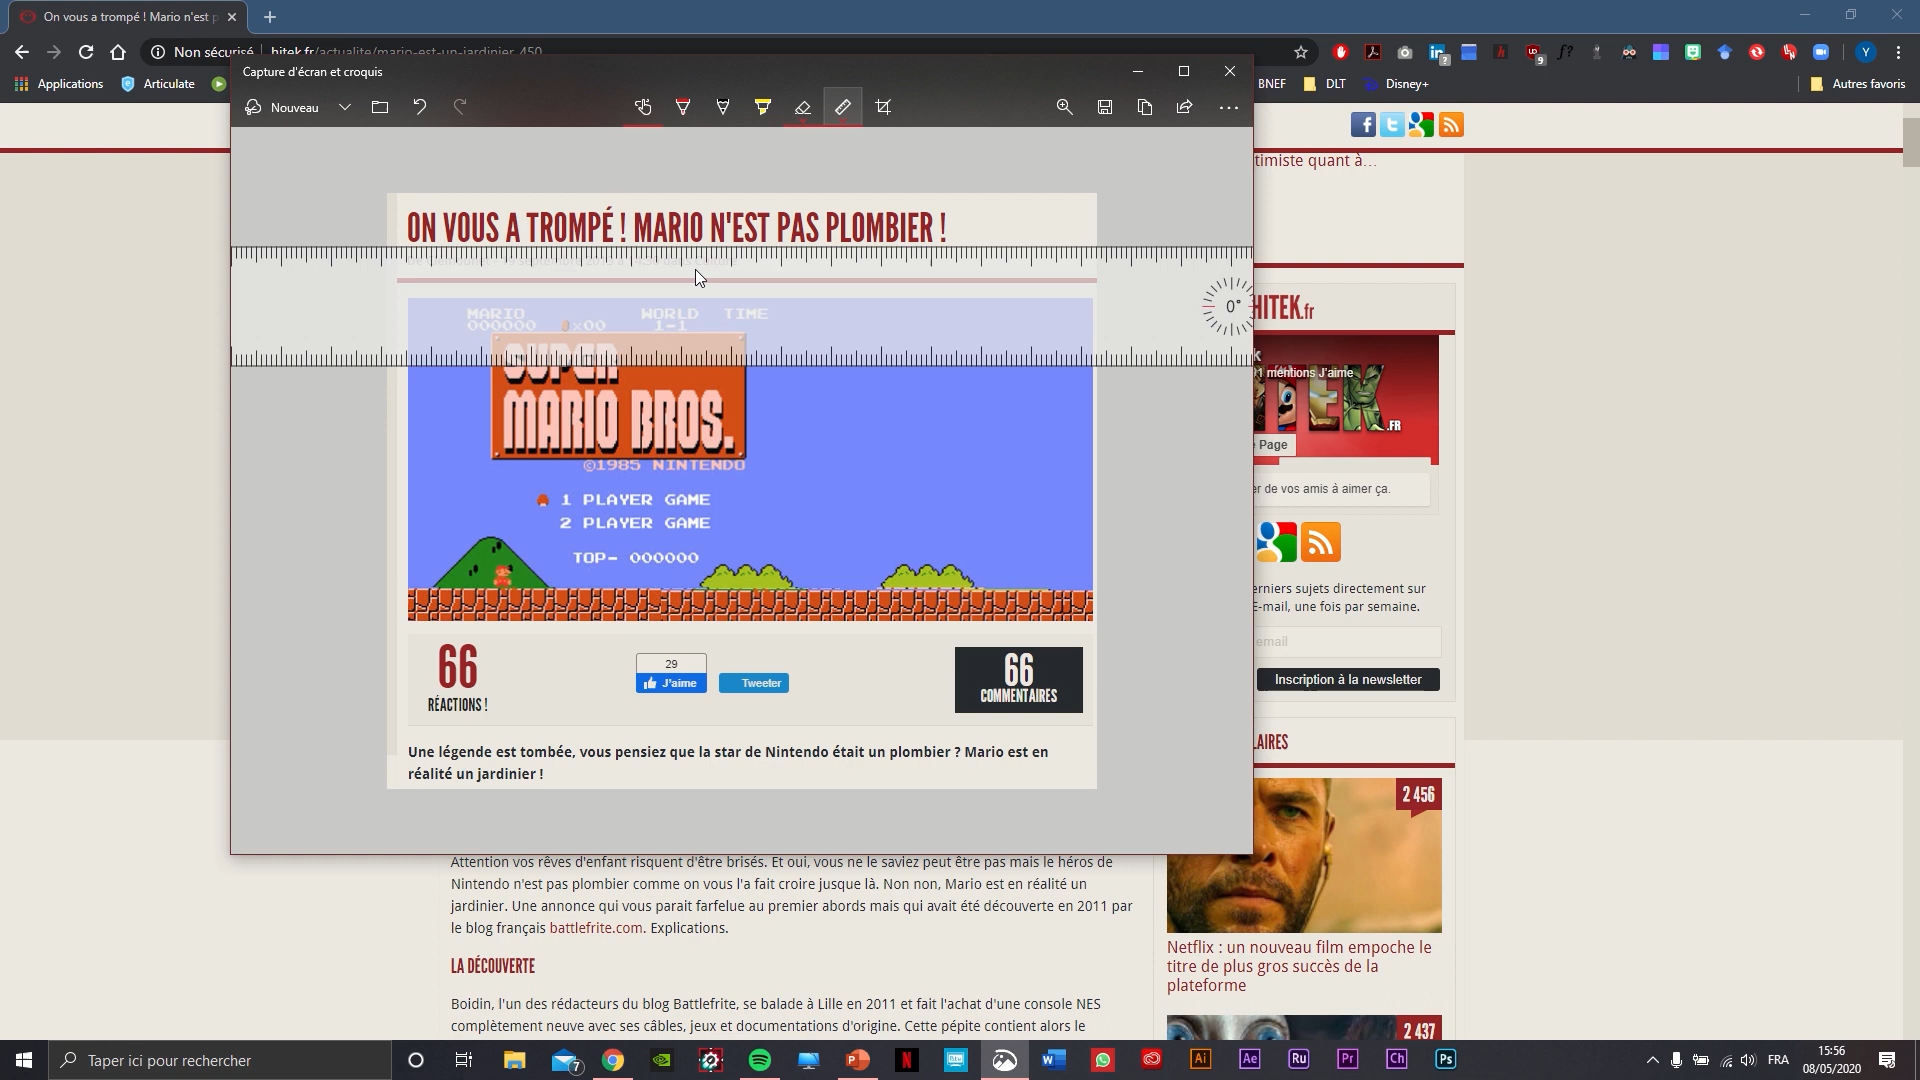 On vous a trompé ! Mario n'est p
Non sécurisé | hitek.fr/actualite/mario-est-un-jardinier_450
Applications
Articulate
BNEF
DLT
Disney+
Autres favoris
Capture d'écran et croquis
Nouveau
timiste quant à…
ON VOUS A TROMPÉ ! MARIO N'EST PAS PLOMBIER !
0°
MARIO WORLD TIME
000000 ×00 1-1
SUPER
MARIO BROS.
©1985 NINTENDO
1 PLAYER GAME
2 PLAYER GAME
TOP- 000000
66
RÉACTIONS !
29
J'aime
Tweeter
66
COMMENTAIRES
Une légende est tombée, vous pensiez que la star de Nintendo était un plombier ? Mario est en
réalité un jardinier !
Attention vos rêves d'enfant risquent d'être brisés. Et oui, vous ne le saviez peut être pas mais le héros de
Nintendo n'est pas plombier comme on vous l'a fait croire jusque là. Non non, Mario est en réalité un
jardinier. Une annonce qui vous parait farfelue au premier abords mais qui avait été découverte en 2011 par
le blog français battlefrite.com. Explications.
LA DÉCOUVERTE
Boidin, l'un des rédacteurs du blog Battlefrite, se balade à Lille en 2011 et fait l'achat d'une console NES
complètement neuve avec ses câbles, jeux et documentations d'origine. Cette pépite contient alors le
HITEK.fr
k
1 mentions J'aime
EK
.FR
Page
er de vos amis à aimer ça.
erniers sujets directement sur
E-mail, une fois par semaine.
email
Inscription à la newsletter
LAIRES
2 456
Netflix : un nouveau film empoche le
titre de plus gros succès de la
plateforme
2 437
Taper ici pour rechercher
7
FRA
15:56
08/05/2020